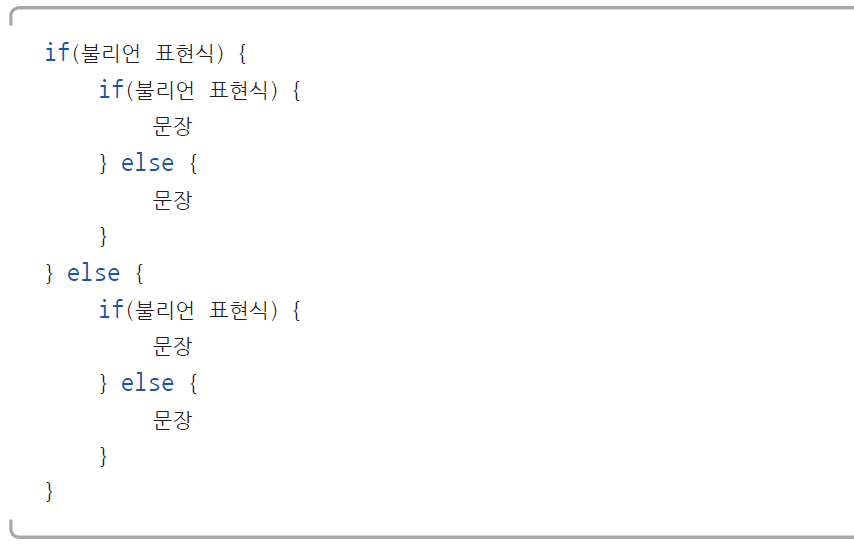 if(불리언 표현식) {
    if(불리언 표현식) {
        문장
    } else {
        문장
    }
} else {
    if(불리언 표현식) {
        문장
    } else {
        문장
    }
}